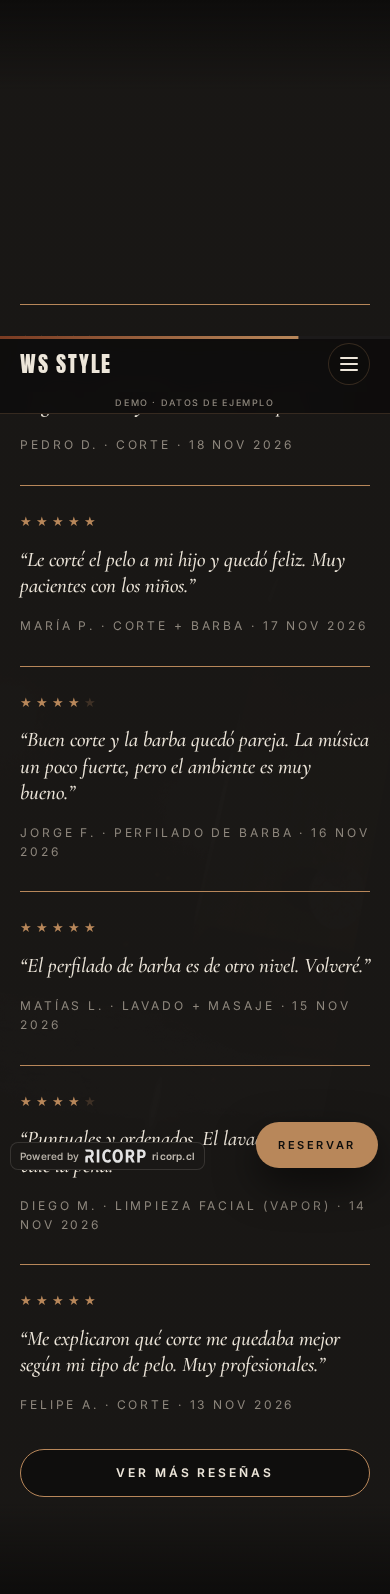 WS STYLE
DEMO · DATOS DE EJEMPLO
PEDRO D. · CORTE · 18 NOV 2026
★★★★★
“Le corté el pelo a mi hijo y quedó feliz. Muy
pacientes con los niños.”
MARÍA P. · CORTE + BARBA · 17 NOV 2026
★★★★★
“Buen corte y la barba quedó pareja. La música
un poco fuerte, pero el ambiente es muy
bueno.”
JORGE F. · PERFILADO DE BARBA · 16 NOV
2026
★★★★★
“El perfilado de barba es de otro nivel. Volveré.”
MATÍAS L. · LAVADO + MASAJE · 15 NOV
2026
★★★★★
“Puntuales y ordenados. El
RESERVAR
Powered by RICORP ricorp.cl
DIEGO M. · LIMPIEZA FACIAL (VAPOR) · 14
NOV 2026
★★★★★
“Me explicaron qué corte me quedaba mejor
según mi tipo de pelo. Muy profesionales.”
FELIPE A. · CORTE · 13 NOV 2026
VER MÁS RESEÑAS